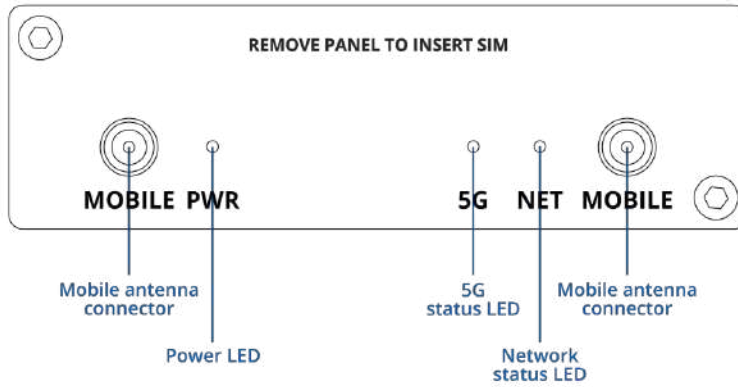 REMOVE PANEL TO INSERT SIM
MOBILE PWR 5G NET MOBILE
Mobile antenna
connector
5G
status LED
Mobile antenna
connector
Power LED
Network
status LED